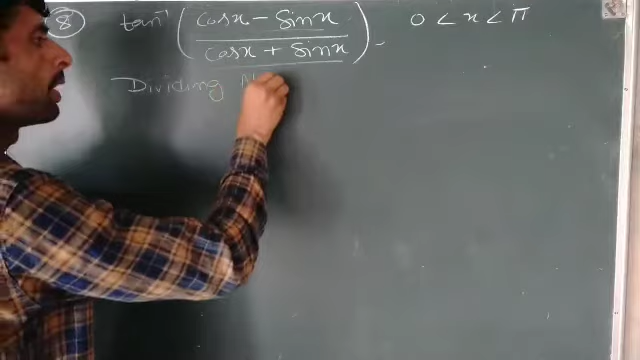 8 tan⁻¹ ( (cosx − sinx) / (cosx + sinx) ) - 0 < x < π
Dividing N